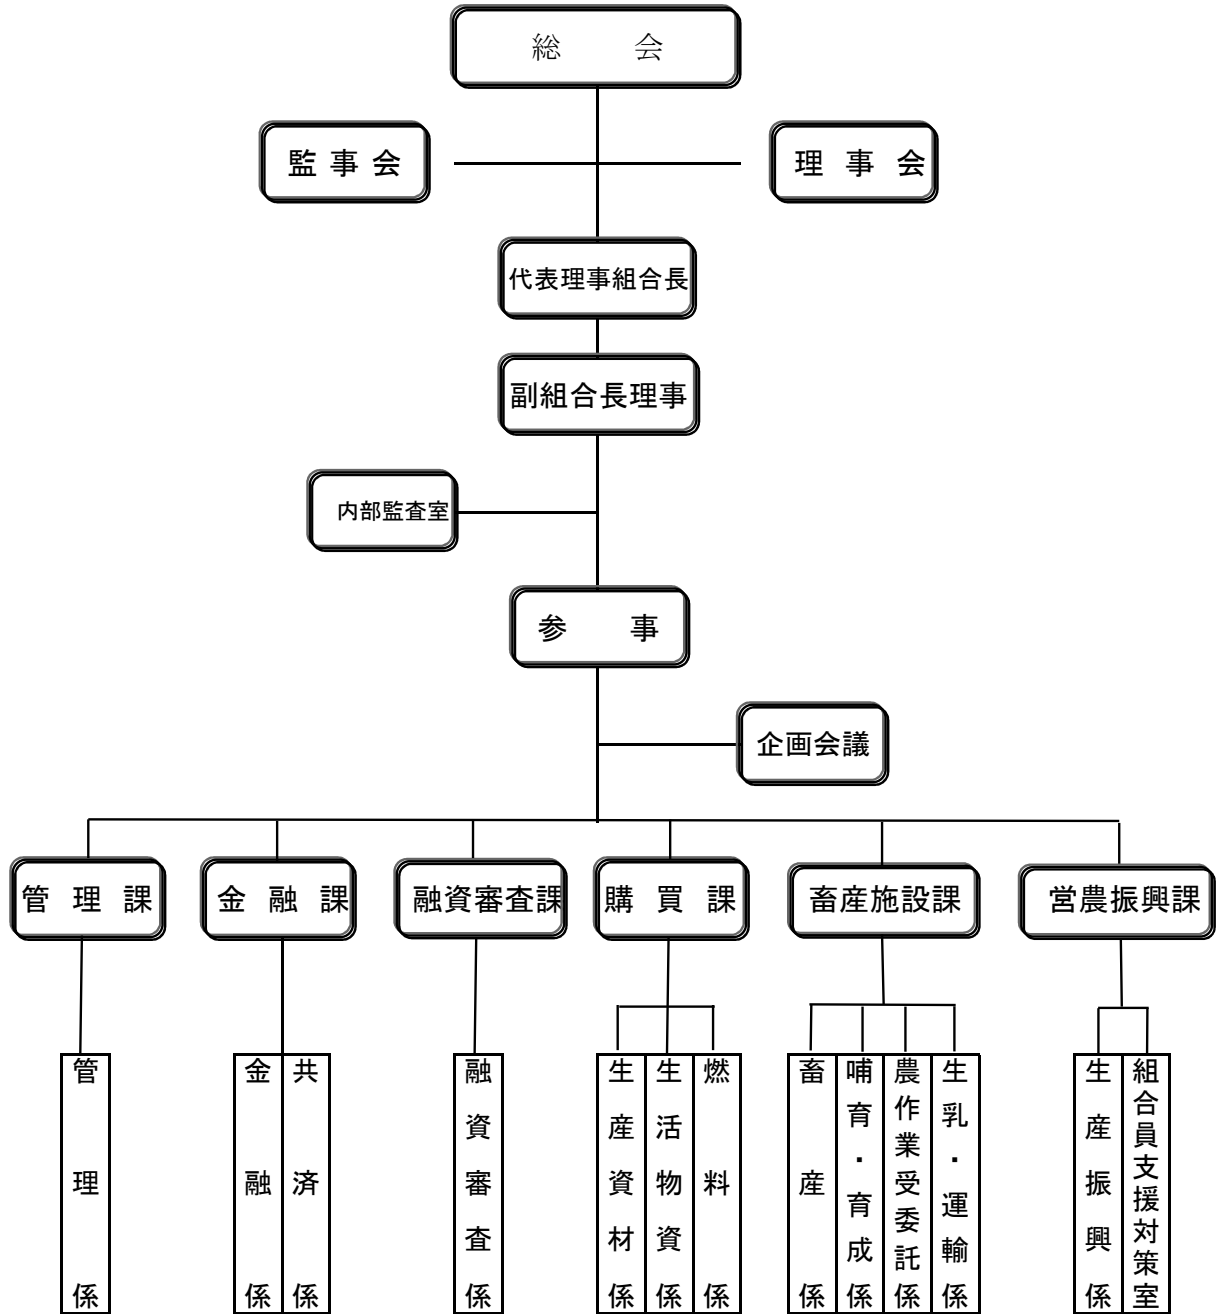 総会
監事会
理事会
代表理事組合長
副組合長理事
内部監査室
参事
企画会議
管理課
金融課
融資審査課
購買課
畜産施設課
営農振興課
管理係
金融係
共済係
融資審査係
生産資材係
生活物資係
燃料係
畜産係
哺育・育成係
農作業受委託係
生乳・運輸係
生産振興係
組合員支援対策室